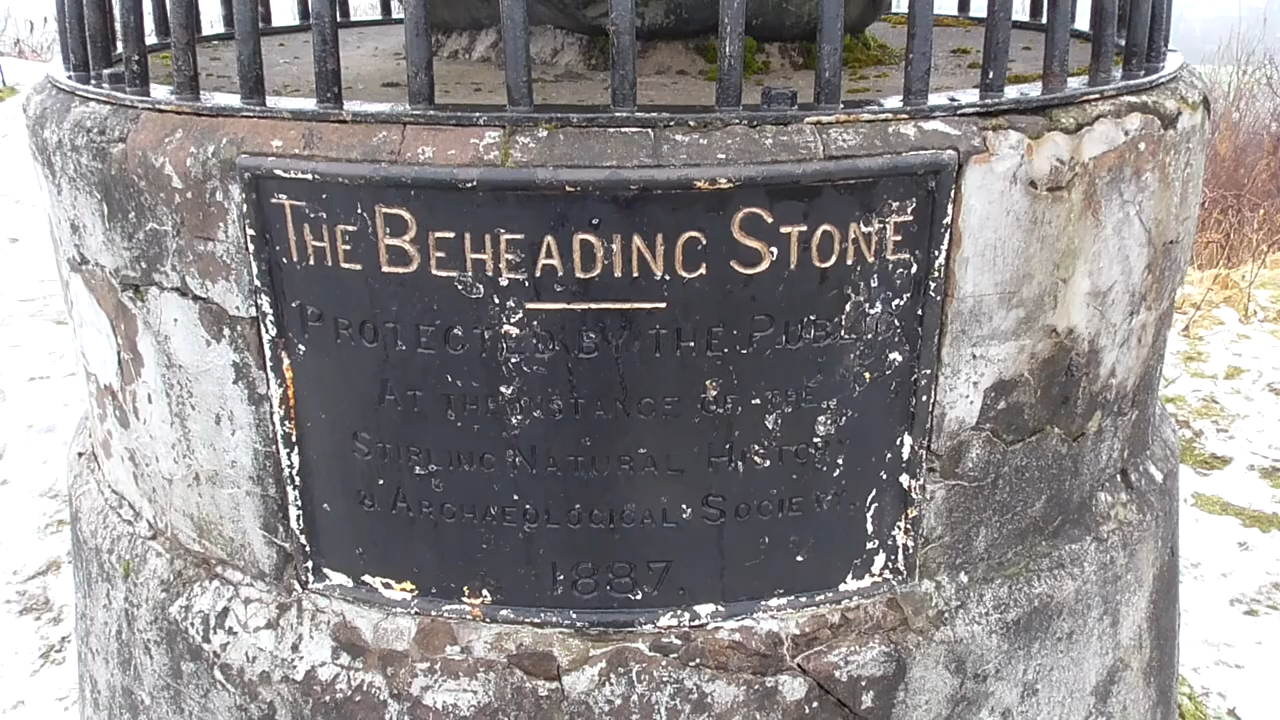 THE BEHEADING STONE
PROTECTED BY THE PUBLIC
AT THE INSTANCE OF THE
STIRLING NATURAL HISTORY
& ARCHAEOLOGICAL SOCIETY.
1887.